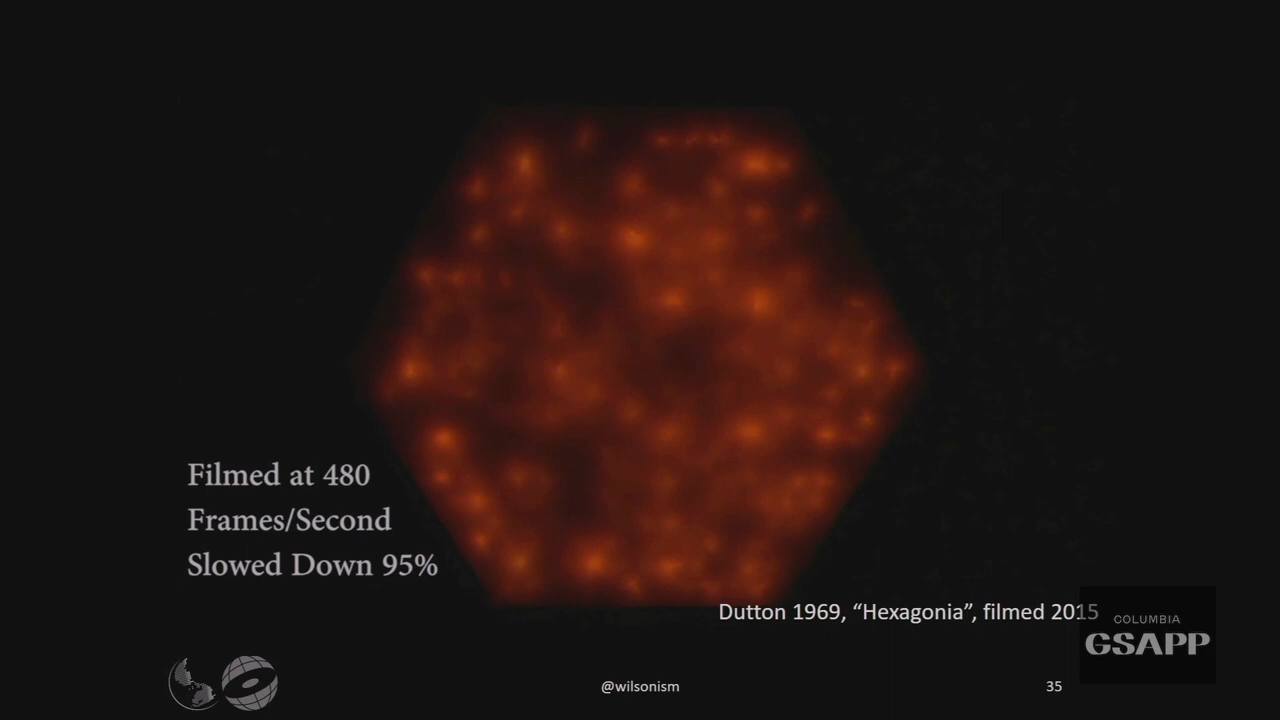 Filmed at 480
Frames/Second
Slowed Down 95%
Dutton 1969, “Hexagonia”, filmed 2015
COLUMBIA
GSAPP
@wilsonism
35